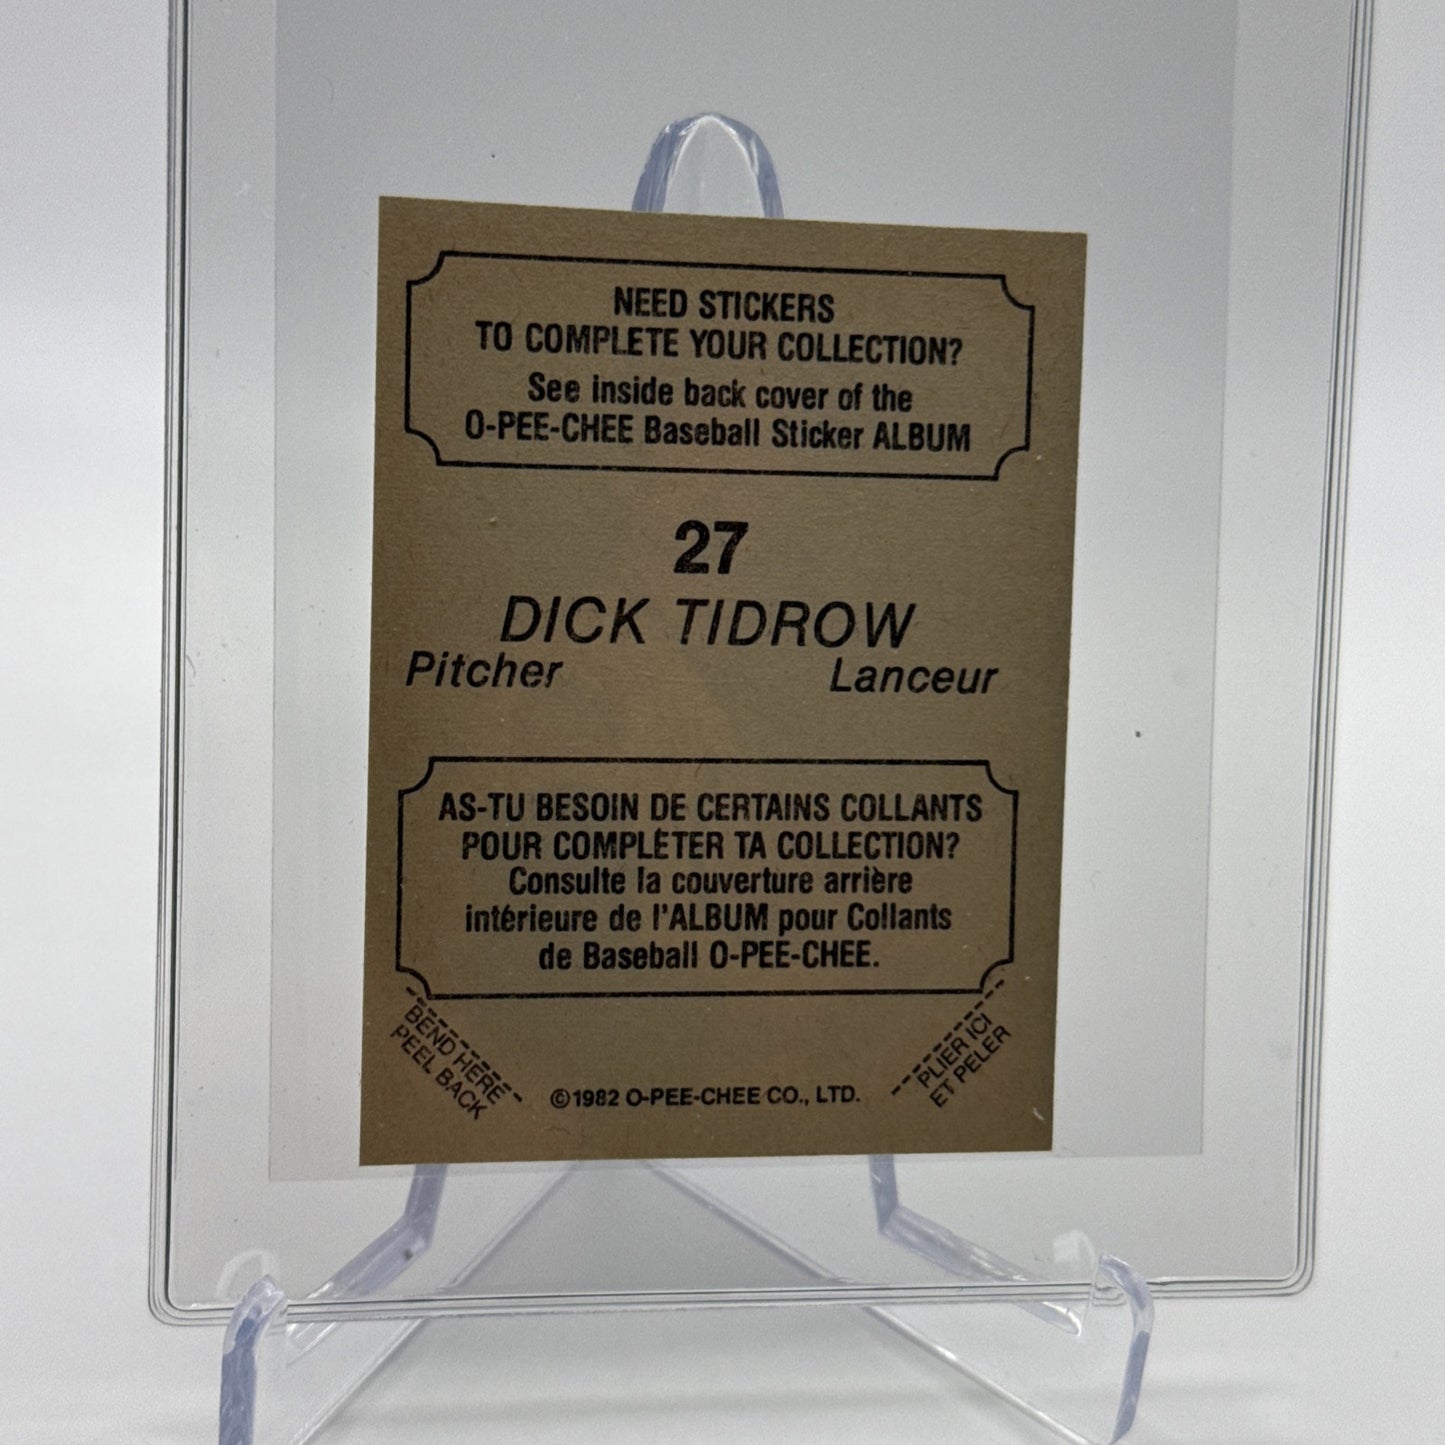 NEED STICKERS
TO COMPLETE YOUR COLLECTION?
See inside back cover of the
O-PEE-CHEE Baseball Sticker ALBUM
27
DICK TIDROW
Pitcher Lanceur
AS-TU BESOIN DE CERTAINS COLLANTS
POUR COMPLÉTER TA COLLECTION?
Consulte la couverture arrière
intérieure de l'ALBUM pour Collants
de Baseball O-PEE-CHEE.
BEND HERE
PEEL BACK
©1982 O-PEE-CHEE CO., LTD.
PLIER ICI
ET PELER